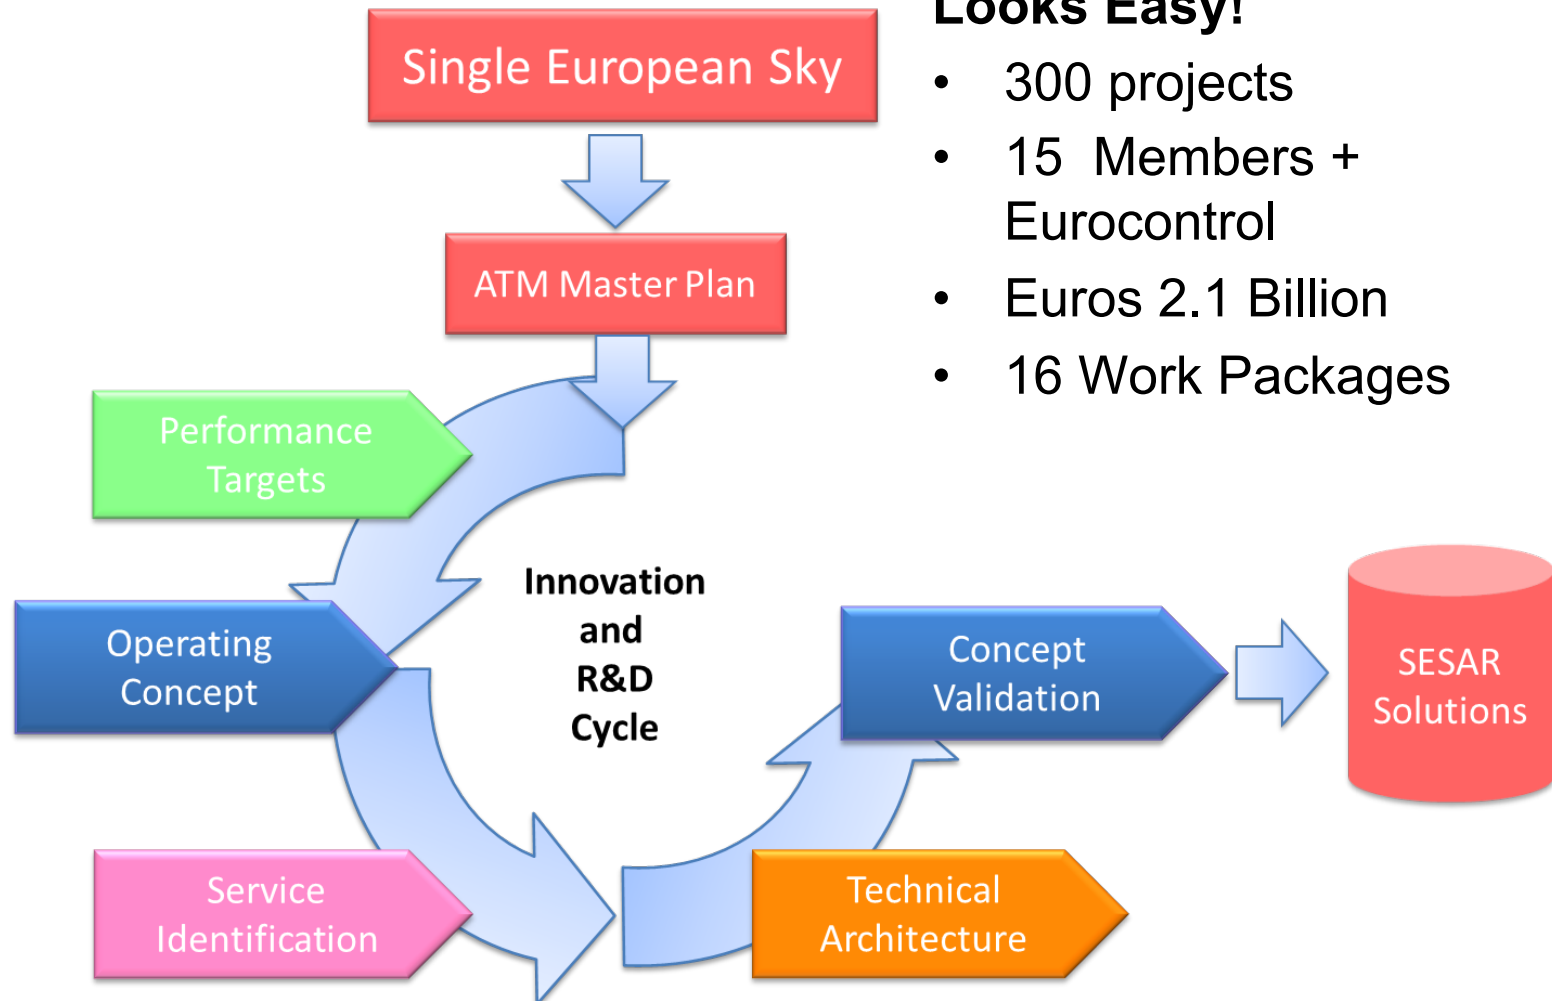 Looks Easy!
Single European Sky
• 300 projects
• 15 Members +
Eurocontrol
• Euros 2.1 Billion
• 16 Work Packages
ATM Master Plan
Performance
Targets
Innovation
and
R&D
Cycle
Operating
Concept
Concept
Validation
SESAR
Solutions
Service
Identification
Technical
Architecture